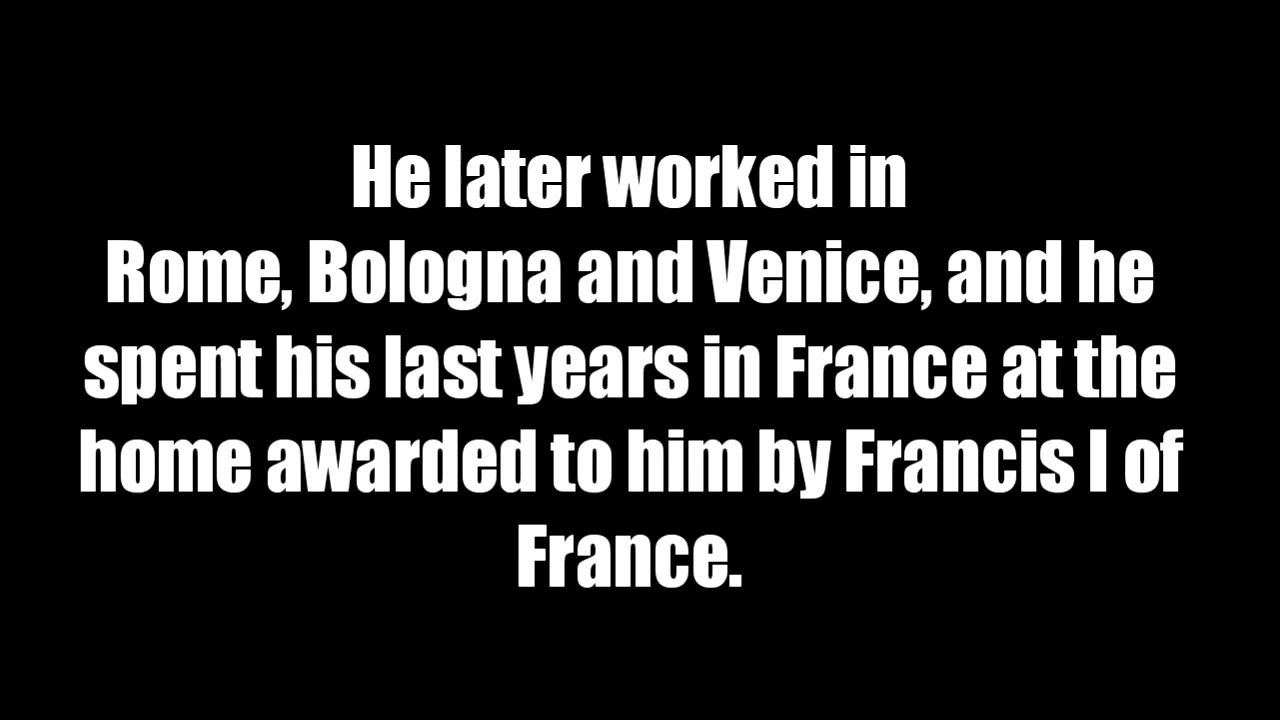 He later worked in
Rome, Bologna and Venice, and he
spent his last years in France at the
home awarded to him by Francis I of
France.